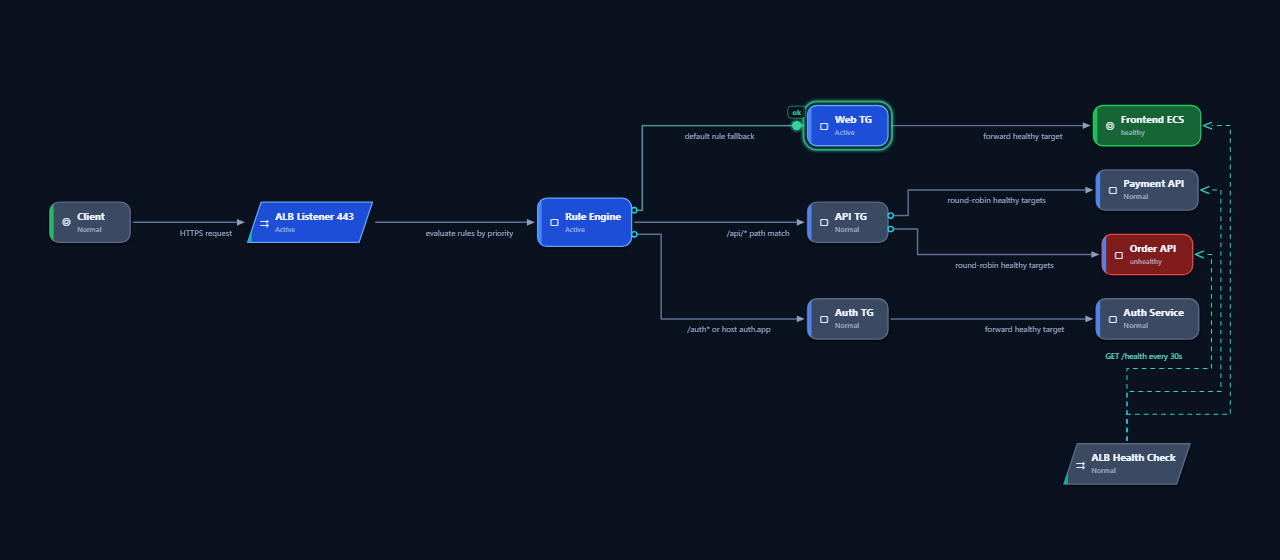 ok
Web TG
Active
default rule fallback
forward healthy target
Frontend ECS
healthy
Payment API
Normal
round-robin healthy targets
Client
Normal
HTTPS request
ALB Listener 443
Active
evaluate rules by priority
Rule Engine
Active
/api/* path match
API TG
Normal
Order API
unhealthy
round-robin healthy targets
/auth* or host auth.app
Auth TG
Normal
forward healthy target
Auth Service
Normal
GET /health every 30s
ALB Health Check
Normal